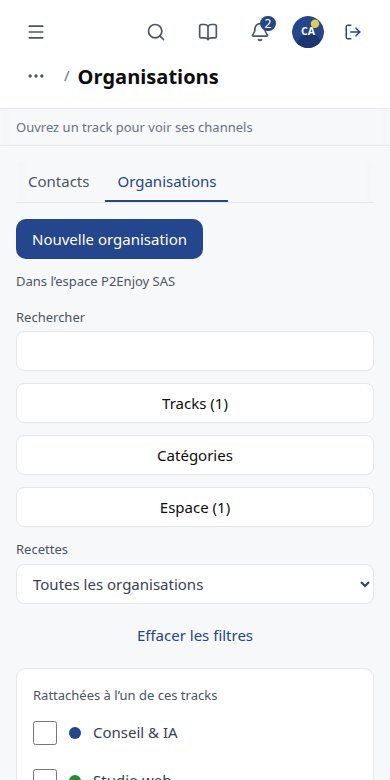 2
CA
... / Organisations
Ouvrez un track pour voir ses channels
Contacts Organisations
Nouvelle organisation
Dans l'espace P2Enjoy SAS
Rechercher
Tracks (1)
Catégories
Espace (1)
Recettes
Toutes les organisations
Effacer les filtres
Rattachées à l'un de ces tracks
Conseil & IA
Studio web